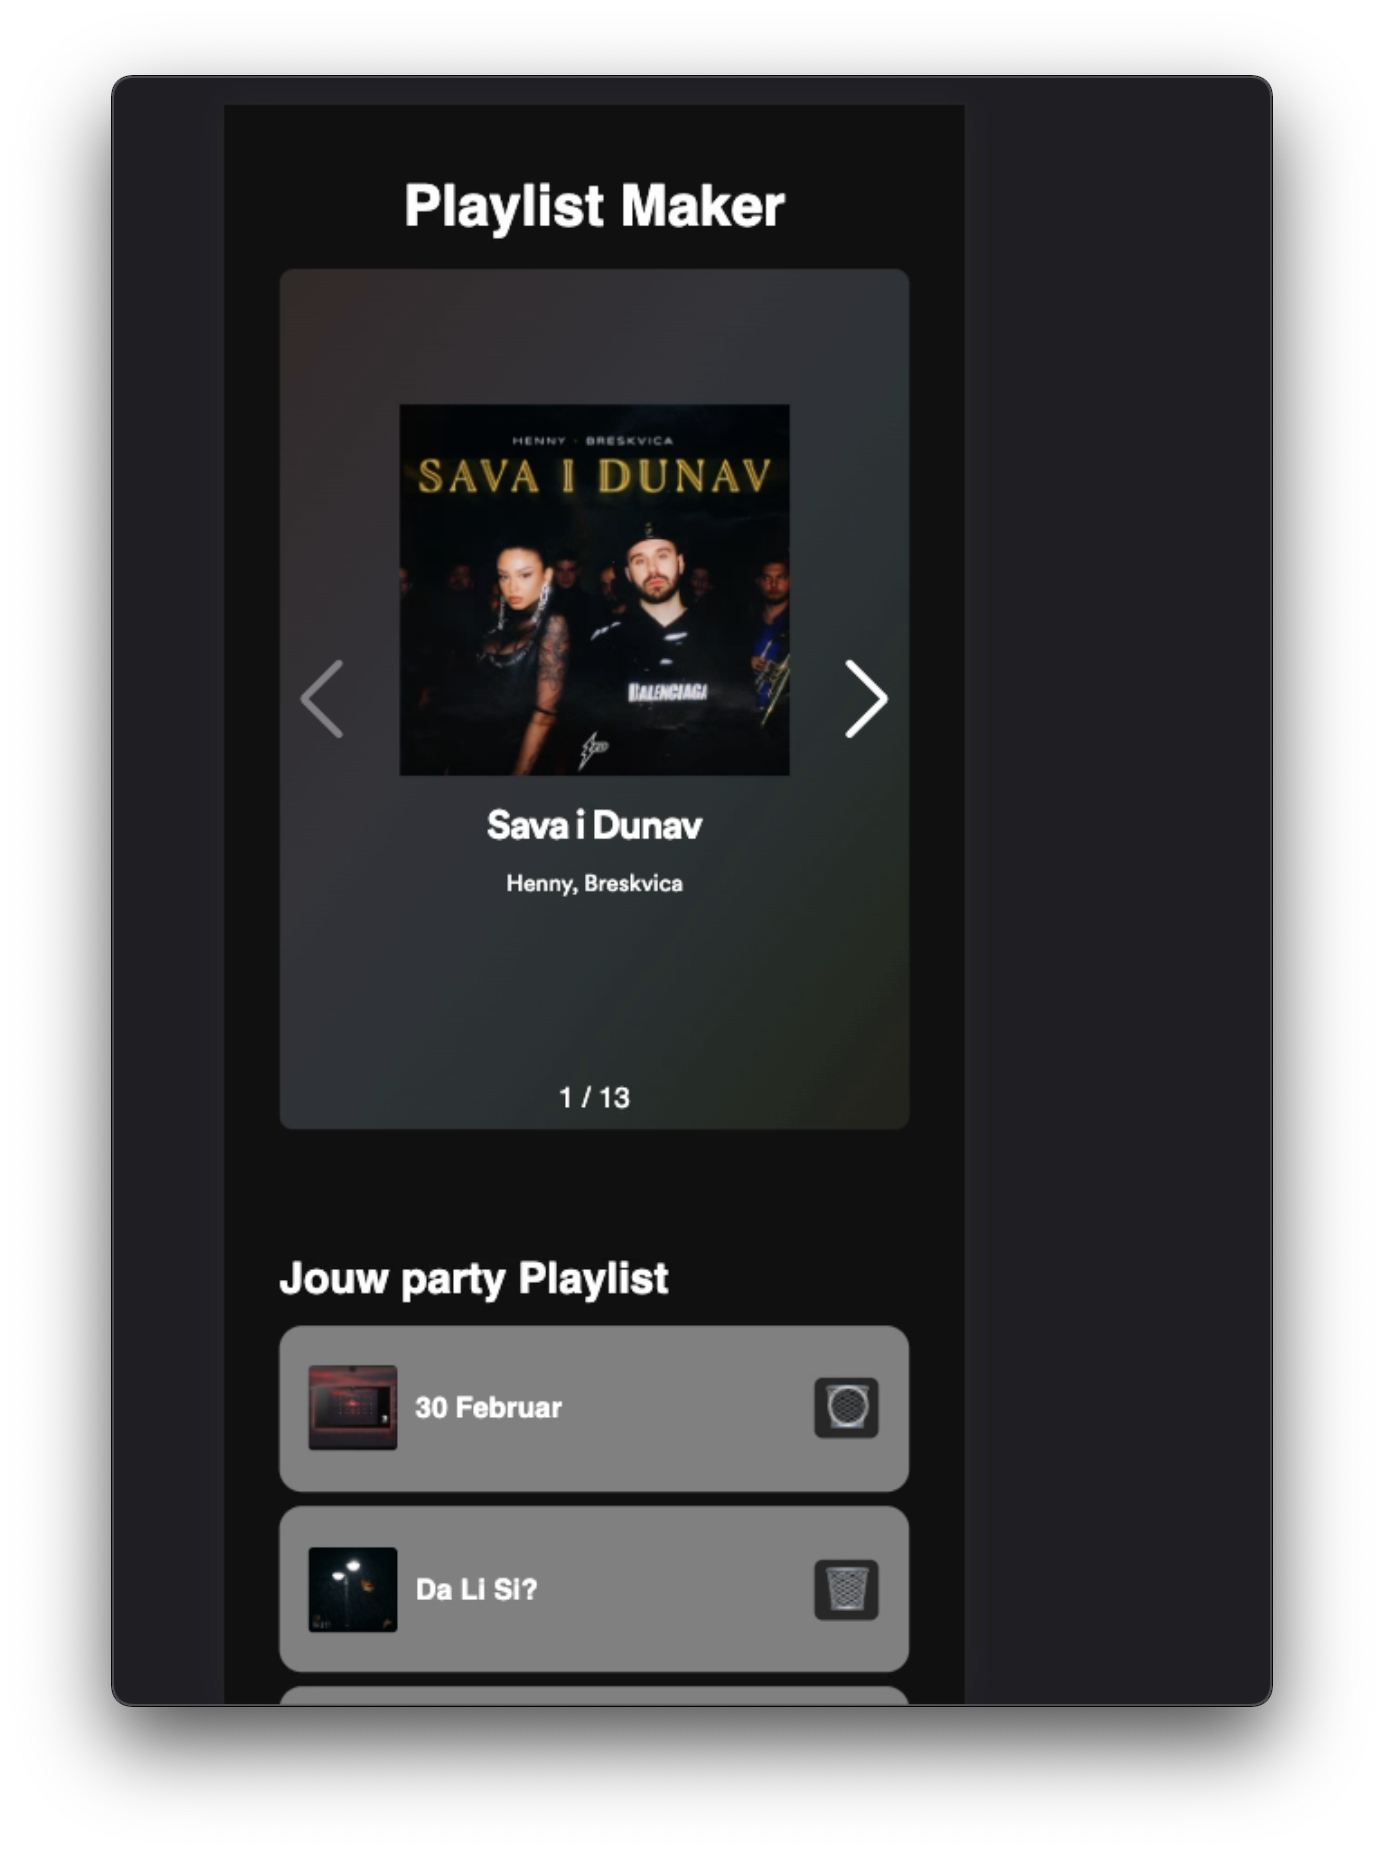 Playlist Maker
HENNY · BRESKVICA
SAVA I DUNAV
BALENCIAGA
Sava i Dunav
Henny, Breskvica
1 / 13
Jouw party Playlist
30 Februar
Da Li Si?